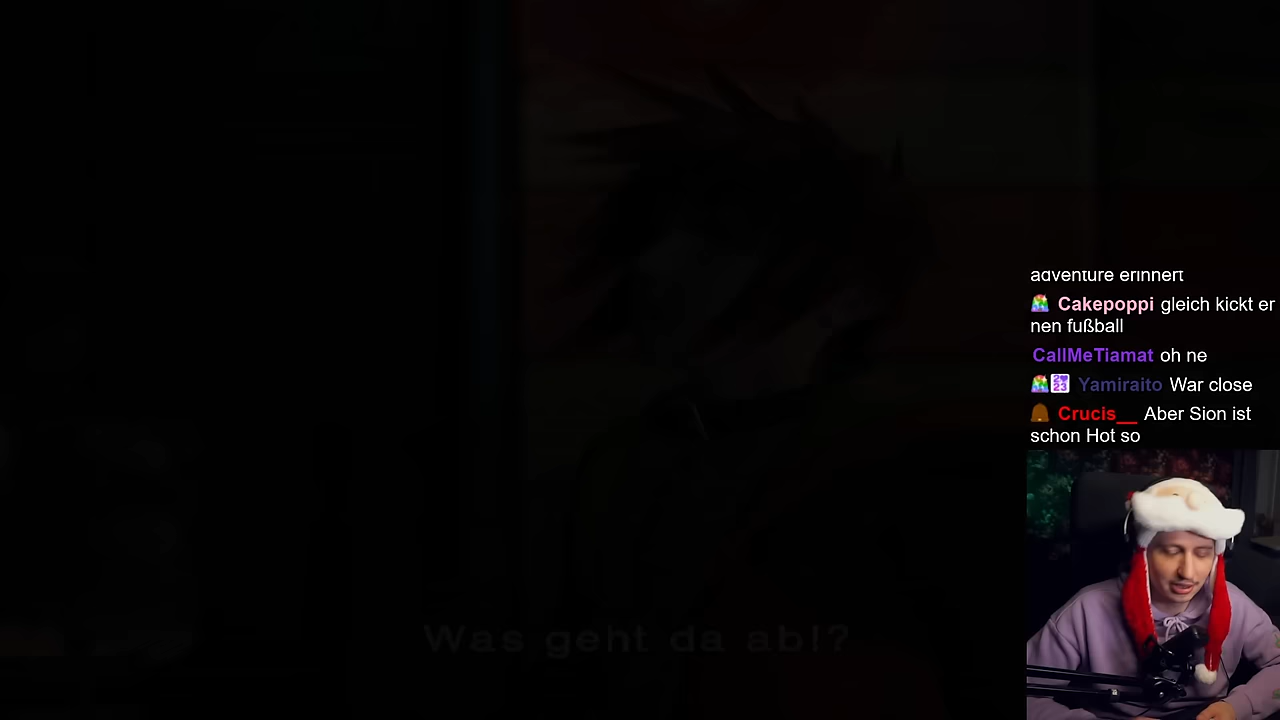 adventure erinnert
Cakepoppi gleich kickt er
nen fußball
CallMeTiamat oh ne
Yamiraito War close
Crucis__ Aber Sion ist
schon Hot so
Was geht da ab!?